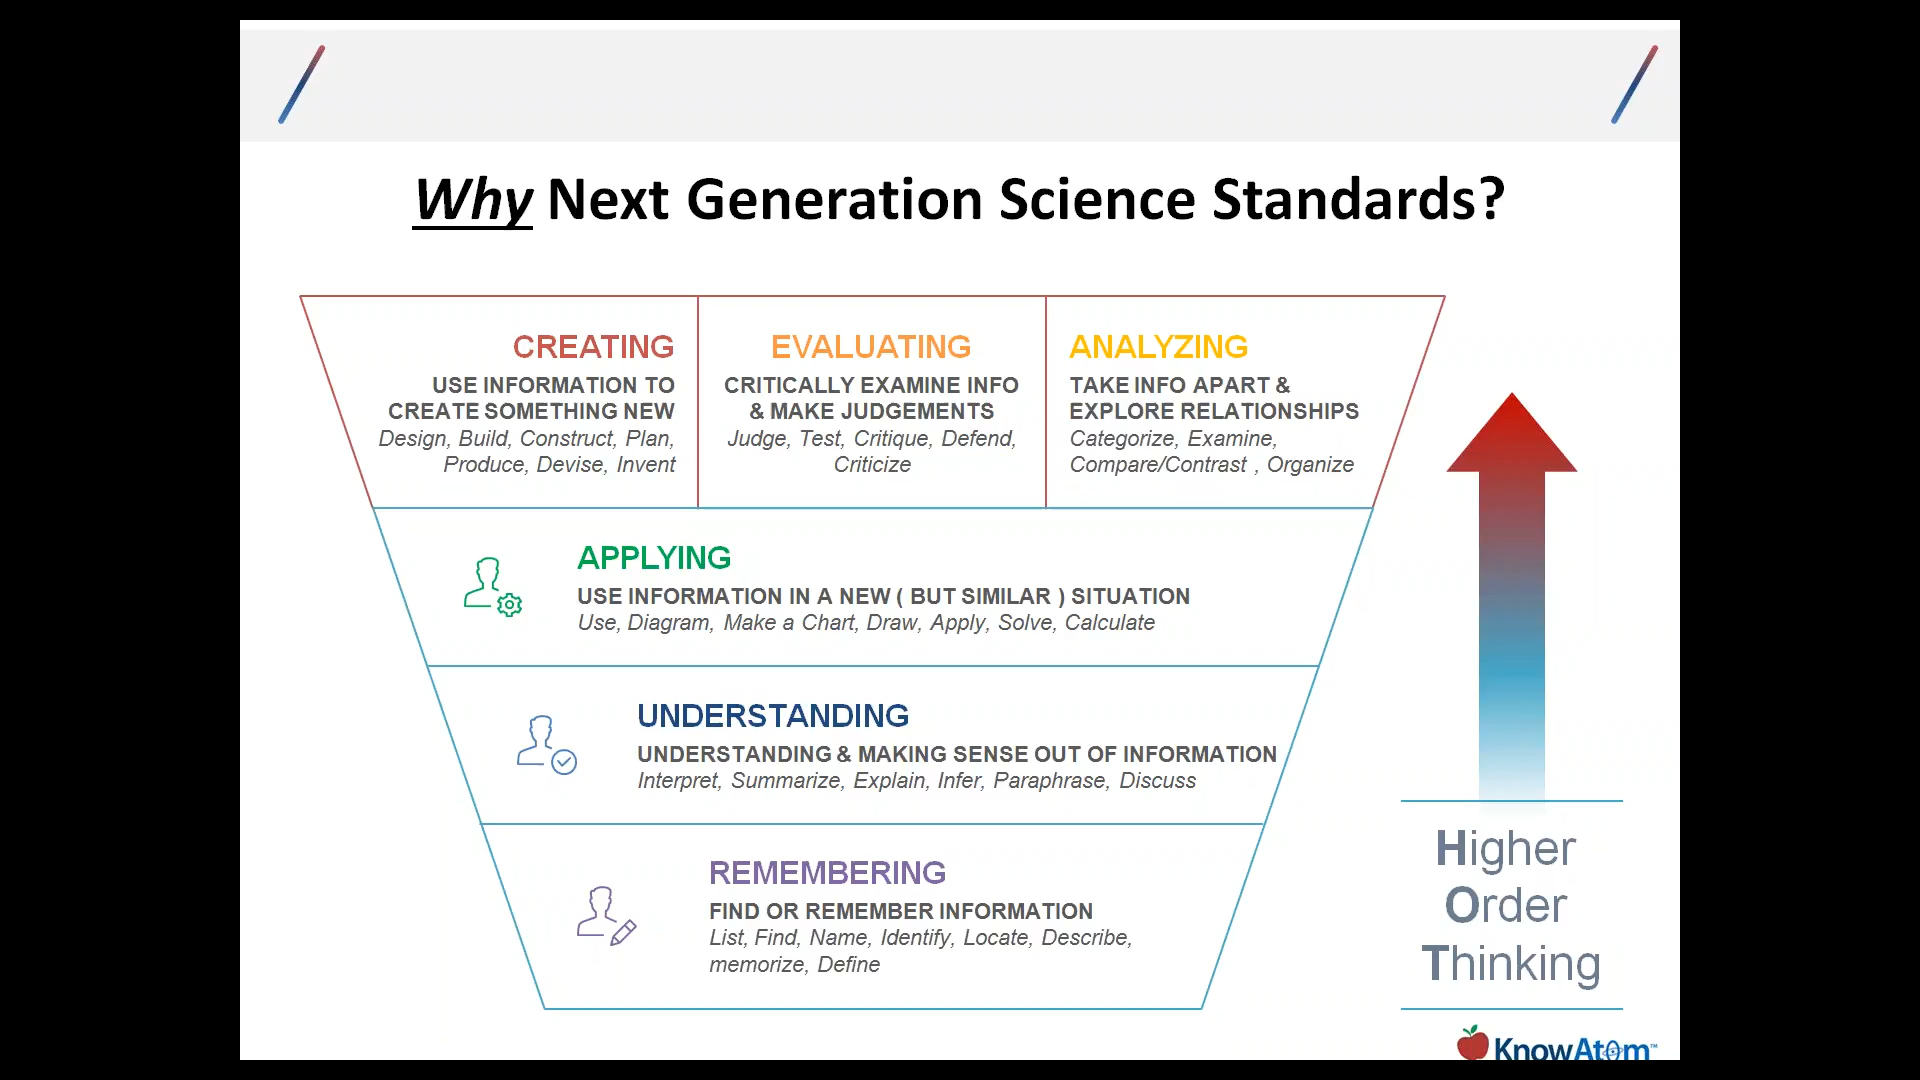 Why Next Generation Science Standards?
CREATING
USE INFORMATION TO
CREATE SOMETHING NEW
Design, Build, Construct, Plan,
Produce, Devise, Invent
EVALUATING
CRITICALLY EXAMINE INFO
& MAKE JUDGEMENTS
Judge, Test, Critique, Defend,
Criticize
ANALYZING
TAKE INFO APART &
EXPLORE RELATIONSHIPS
Categorize, Examine,
Compare/Contrast , Organize
APPLYING
USE INFORMATION IN A NEW ( BUT SIMILAR ) SITUATION
Use, Diagram, Make a Chart, Draw, Apply, Solve, Calculate
UNDERSTANDING
UNDERSTANDING & MAKING SENSE OUT OF INFORMATION
Interpret, Summarize, Explain, Infer, Paraphrase, Discuss
REMEMBERING
FIND OR REMEMBER INFORMATION
List, Find, Name, Identify, Locate, Describe,
memorize, Define
Higher
Order
Thinking
KnowAtom™